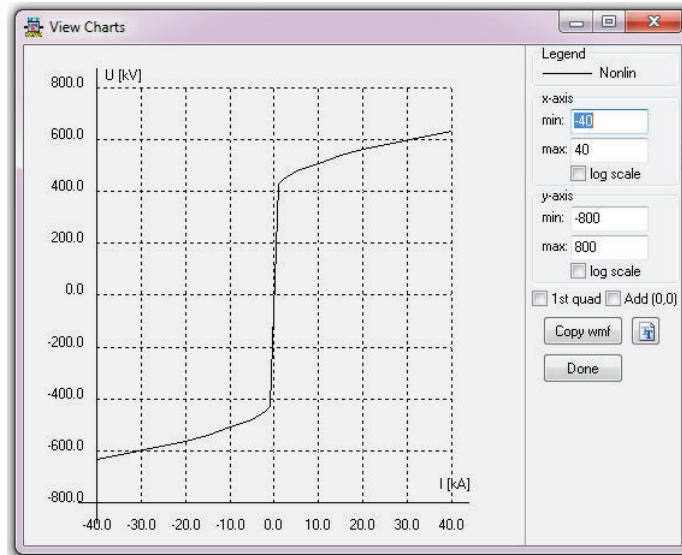 View Charts
U [kV]
800.0
600.0
400.0
200.0
0.0
-200.0
-400.0
-600.0
-800.0
I [kA]
-40.0 -30.0 -20.0 -10.0 0.0 10.0 20.0 30.0 40.0
Legend
Nonlin
x-axis
min: -40
max: 40
log scale
y-axis
min: -800
max: 800
log scale
1st quad Add (0,0)
Copy wmf
Done